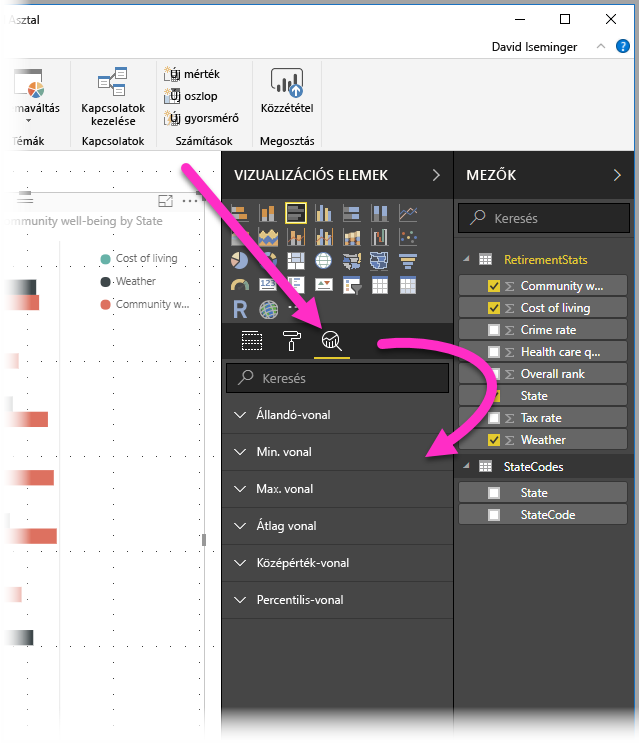 Asztal
David Iseminger
Kapcsolatok
kezelése
Kapcsolatok
Új mérték
Új oszlop
Új gyorsmérő
Számítások
Közzététel
Megosztás
Témák
VIZUALIZÁCIÓS ELEMEK
MEZŐK
Keresés
community well-being by State
Cost of living
Weather
Community w...
123
R
Keresés
Állandó-vonal
Min. vonal
Max. vonal
Átlag vonal
Középérték-vonal
Percentilis-vonal
RetirementStats
Community w...
Cost of living
Crime rate
Health care q...
Overall rank
State
Tax rate
Weather
StateCodes
State
StateCode